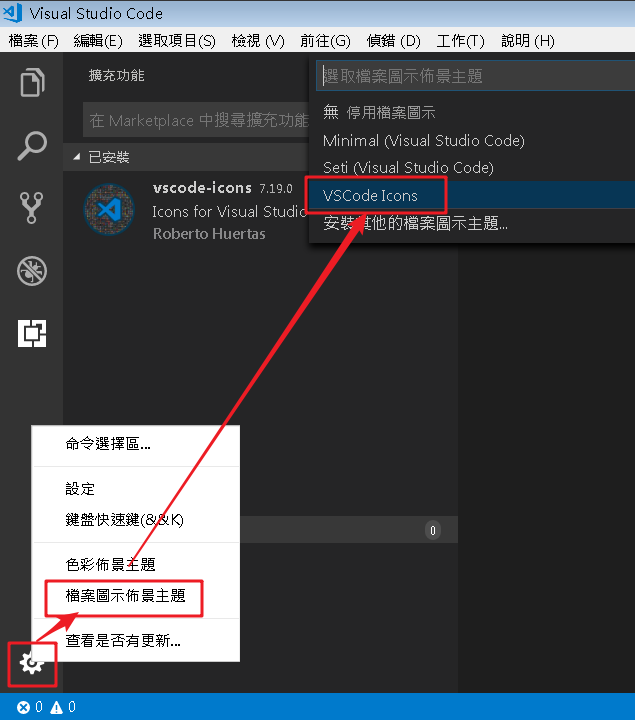 Visual Studio Code
檔案 (F) 編輯(E) 選取項目(S) 檢視 (V) 前往(G) 偵錯 (D) 工作(T) 說明 (H)
擴充功能
在 Marketplace 中搜尋擴充功能
已安裝
vscode-icons 7.19.0
Icons for Visual Studio
Roberto Huertas
選取檔案圖示佈景主題
無 停用檔案圖示
Minimal (Visual Studio Code)
Seti (Visual Studio Code)
VSCode Icons
安裝其他的檔案圖示主題...
命令選擇區...
設定
鍵盤快速鍵(&&K)
色彩佈景主題
檔案圖示佈景主題
查看是否有更新...
0
0 0